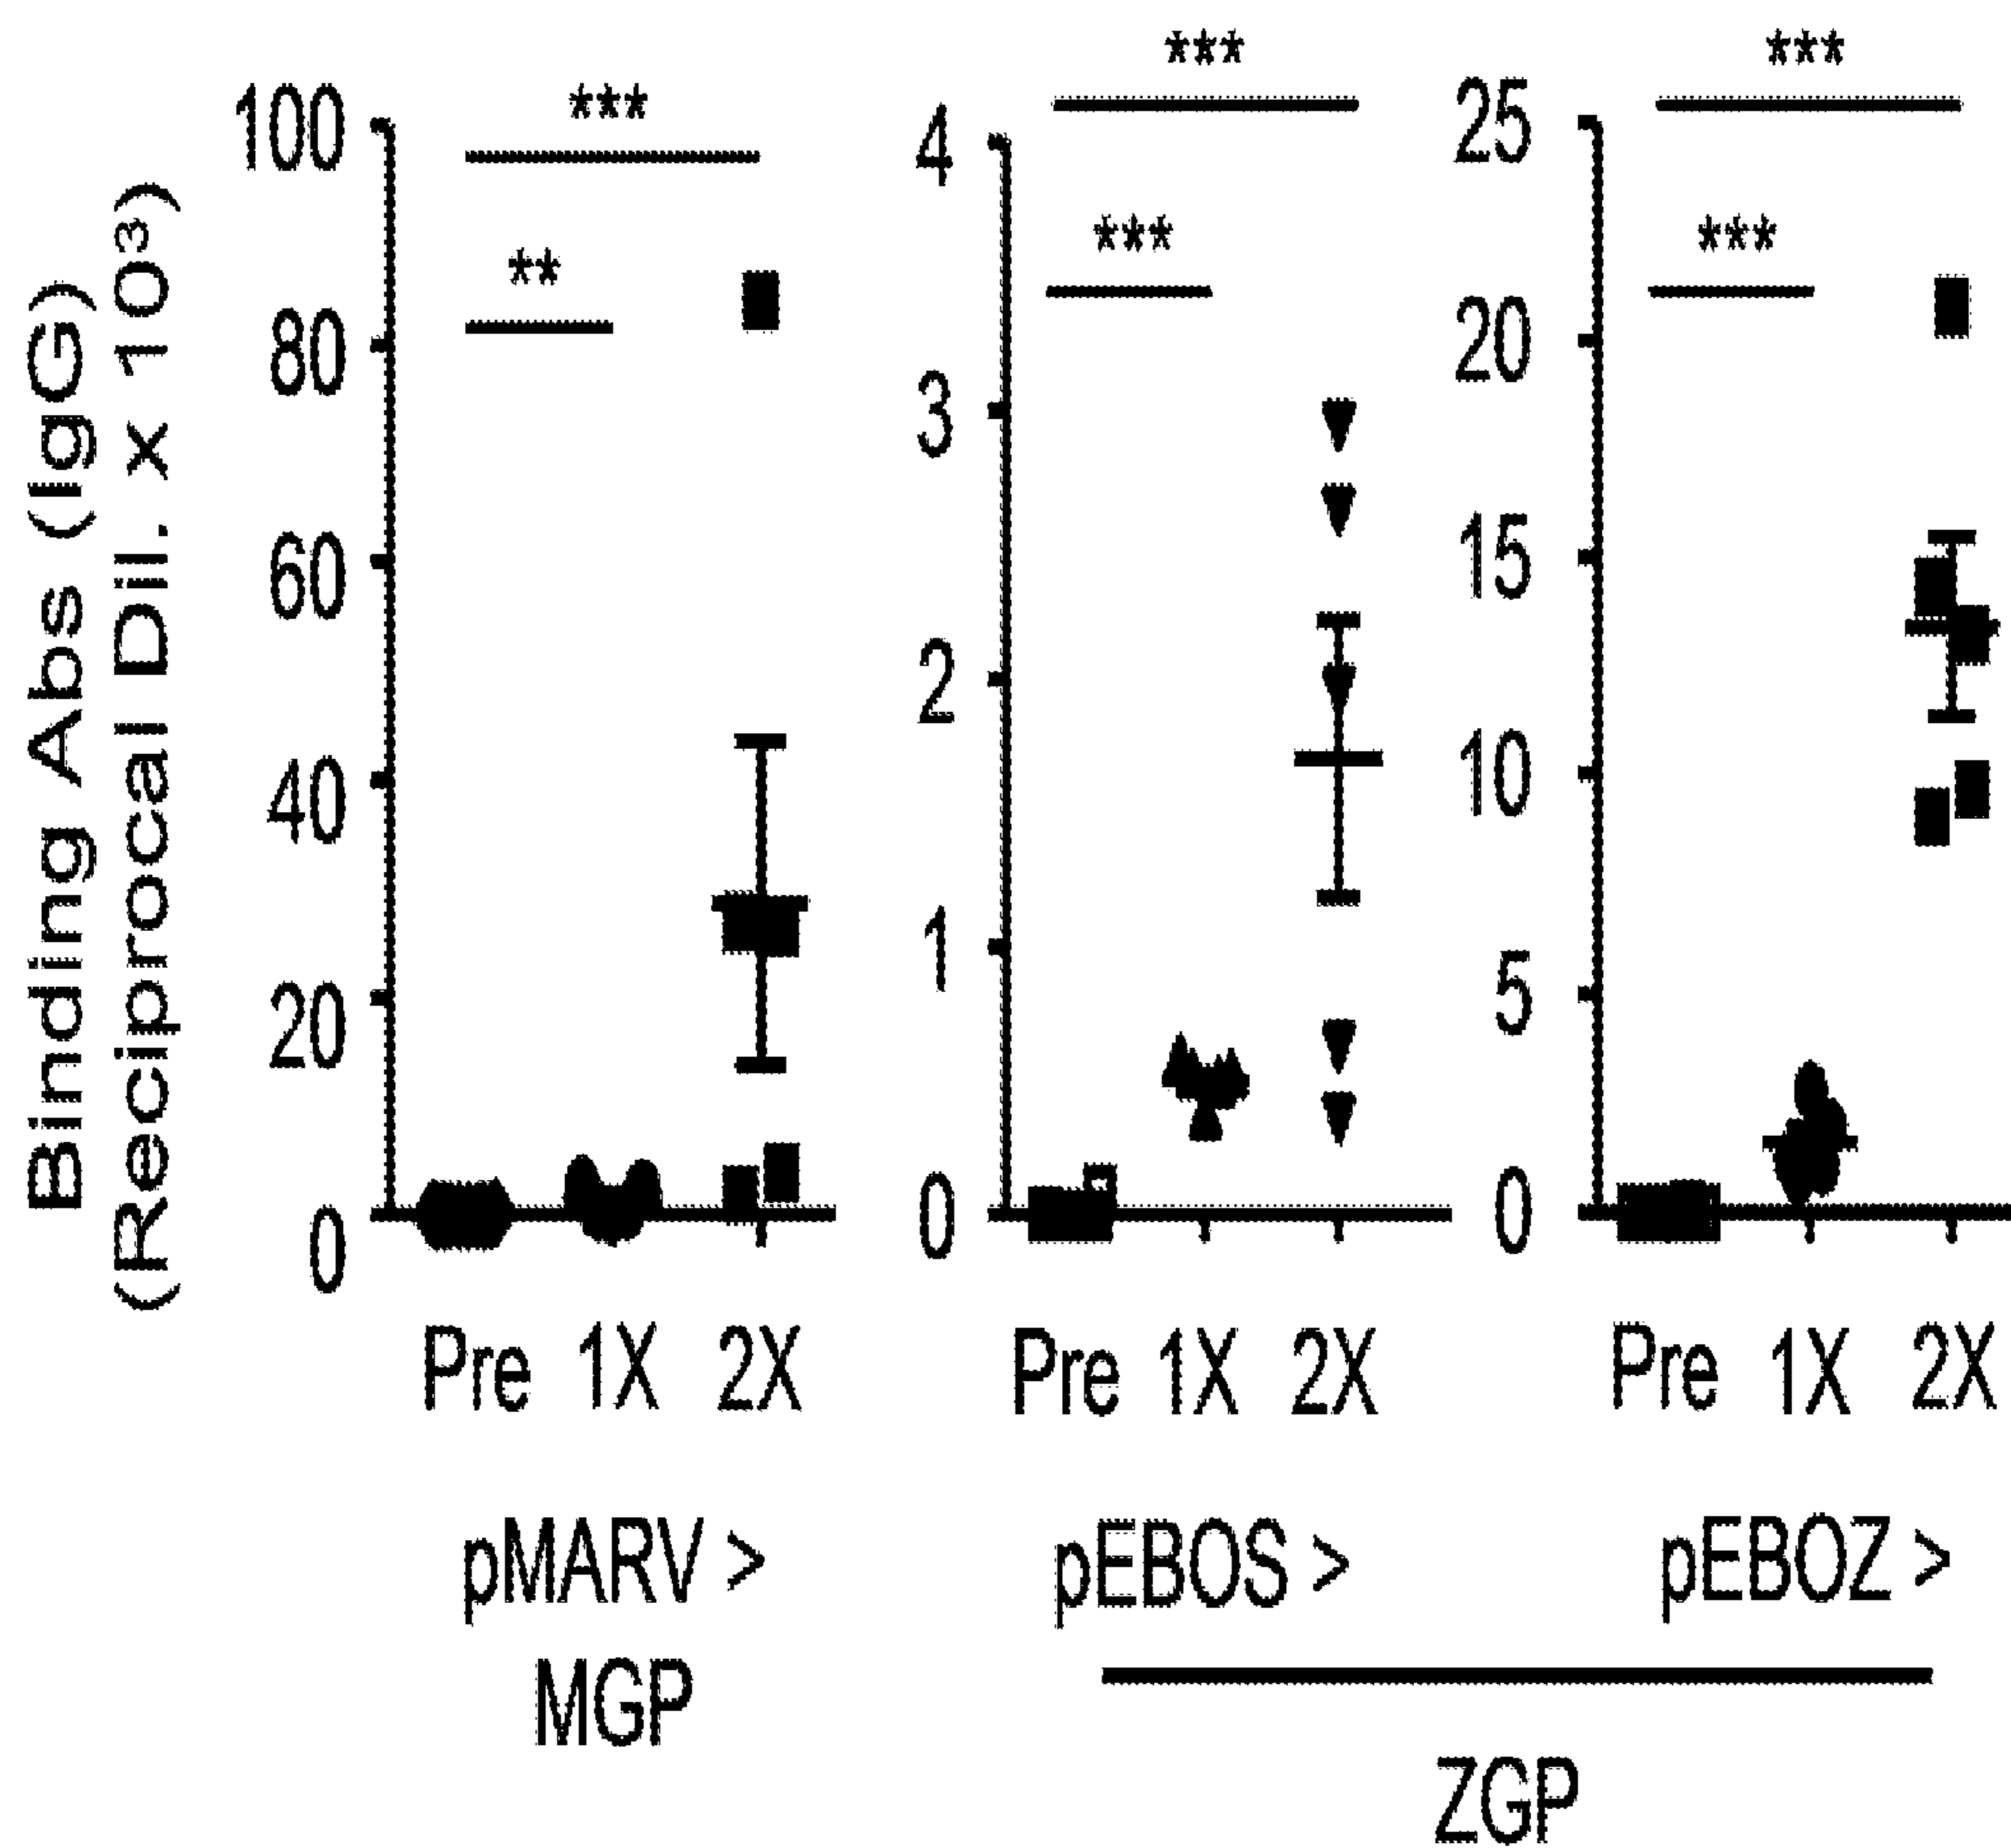 Binding Abs (IgG)
(Reciprocal Dil. x 10³)
100
80
60
40
20
0
***
**
Pre 1X 2X
pMARV >
MGP
4
3
2
1
0
***
***
Pre 1X 2X
pEBOS >
25
20
15
10
5
0
***
***
Pre 1X 2X
pEBOZ >
ZGP